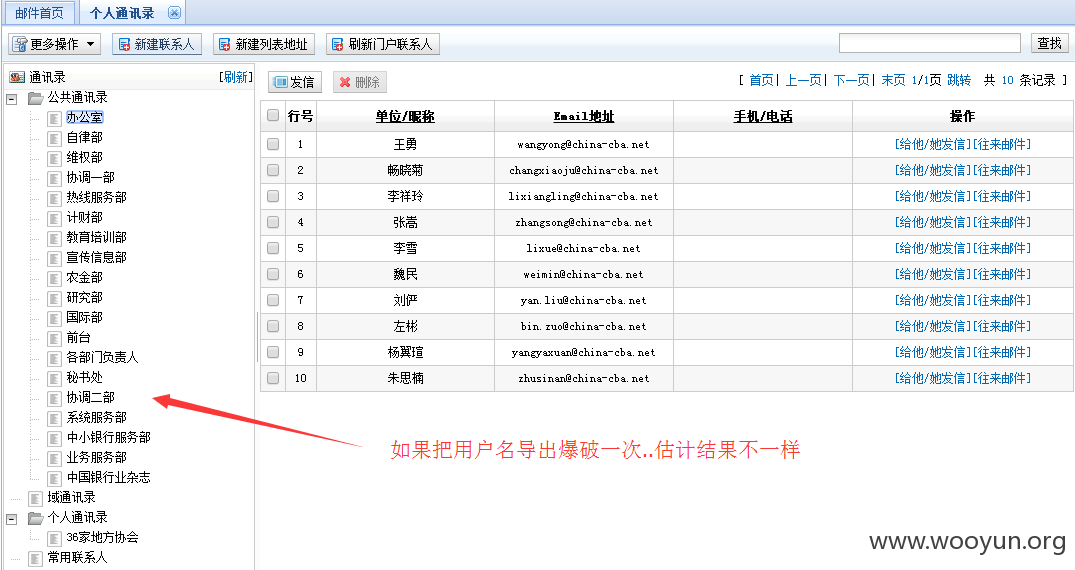 邮件首页 个人通讯录
更多操作 新建联系人 新建列表地址 刷新门户联系人 查找
通讯录 [刷新]
公共通讯录
办公室
自律部
维权部
协调一部
热线服务部
计财部
教育培训部
宣传信息部
农金部
研究部
国际部
前台
各部门负责人
秘书处
协调二部
系统服务部
中小银行服务部
业务服务部
中国银行业杂志
域通讯录
个人通讯录
36家地方协会
常用联系人
发信 删除 [ 首页| 上一页| 下一页| 末页 1/1页 跳转 共 10 条记录 ]
行号 单位/昵称 Email地址 手机/电话 操作
1 王勇 wangyong@china-cba.net [给他/她发信][往来邮件]
2 畅晓菊 changxiaoju@china-cba.net [给他/她发信][往来邮件]
3 李祥玲 lixiangling@china-cba.net [给他/她发信][往来邮件]
4 张嵩 zhangsong@china-cba.net [给他/她发信][往来邮件]
5 李雪 lixue@china-cba.net [给他/她发信][往来邮件]
6 魏民 weimin@china-cba.net [给他/她发信][往来邮件]
7 刘俨 yan.liu@china-cba.net [给他/她发信][往来邮件]
8 左彬 bin.zuo@china-cba.net [给他/她发信][往来邮件]
9 杨翼瑄 yangyaxuan@china-cba.net [给他/她发信][往来邮件]
10 朱思楠 zhusinan@china-cba.net [给他/她发信][往来邮件]
如果把用户名导出爆破一次..估计结果不一样
www.wooyun.org